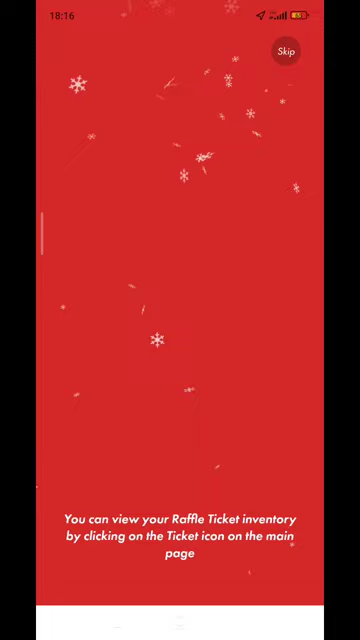 18:16
Skip
You can view your Raffle Ticket inventory
by clicking on the Ticket icon on the main
page